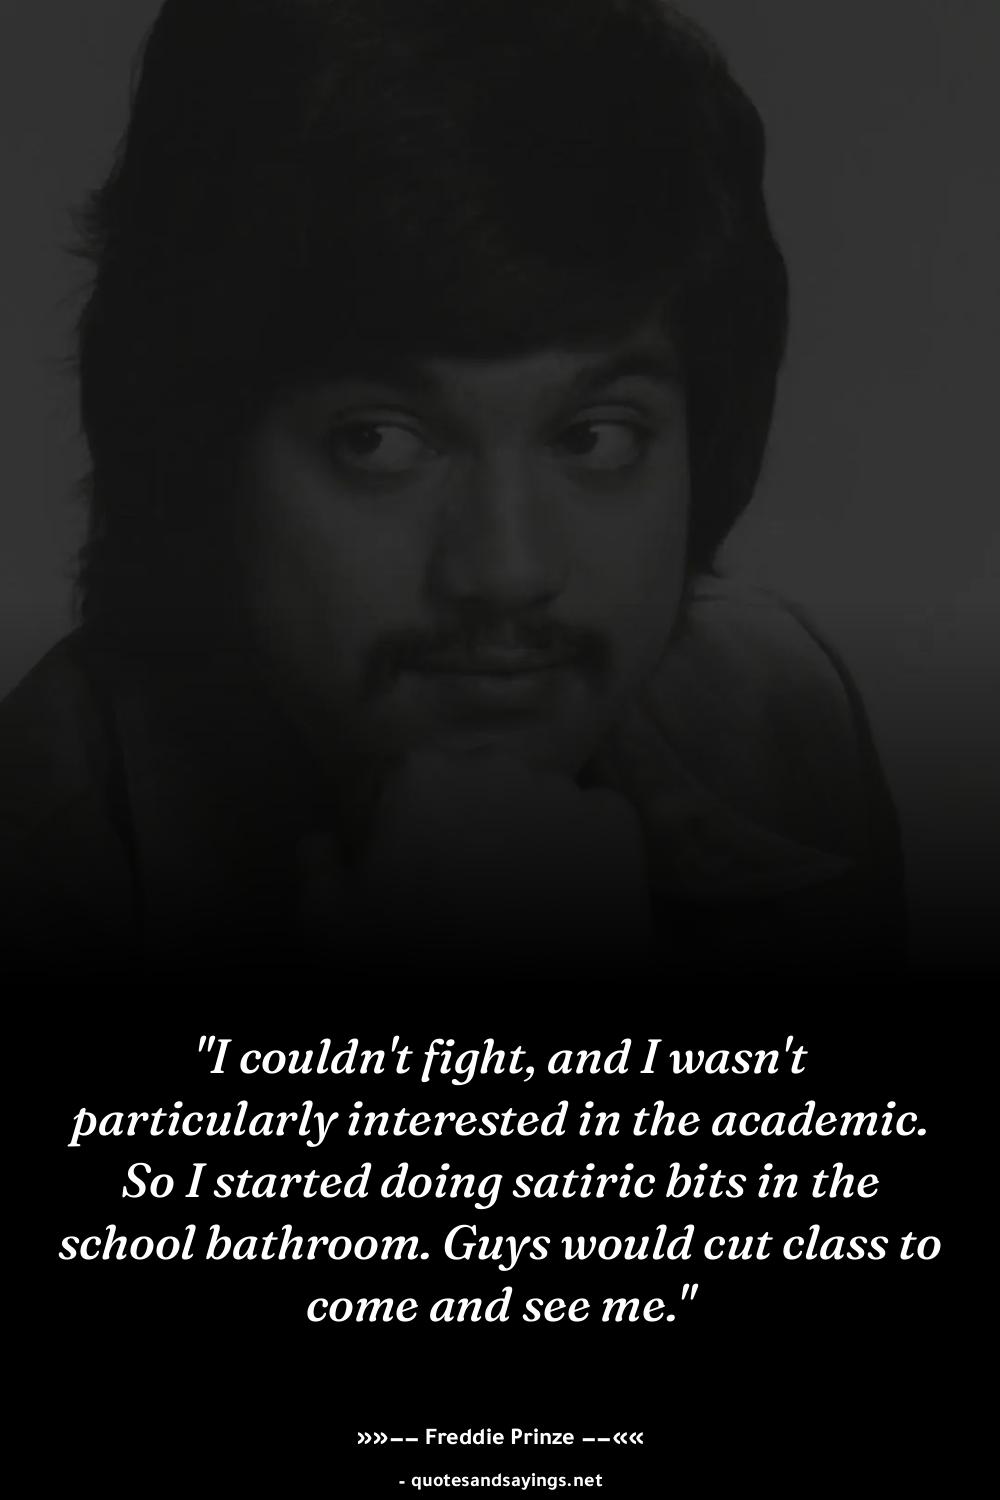 "I couldn't fight, and I wasn't
particularly interested in the academic.
So I started doing satiric bits in the
school bathroom. Guys would cut class to
come and see me."
»»–– Freddie Prinze ––««
- quotesandsayings.net